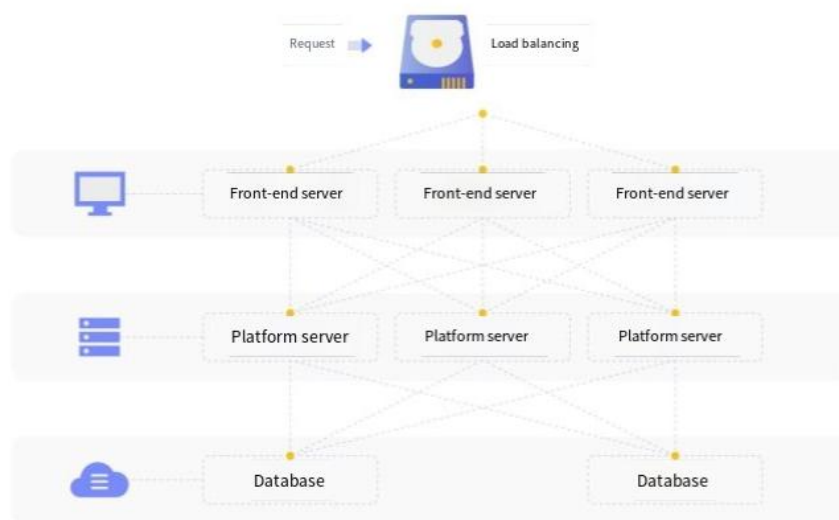 Request
Load balancing
Front-end server
Front-end server
Front-end server
Platform server
Platform server
Platform server
Database
Database